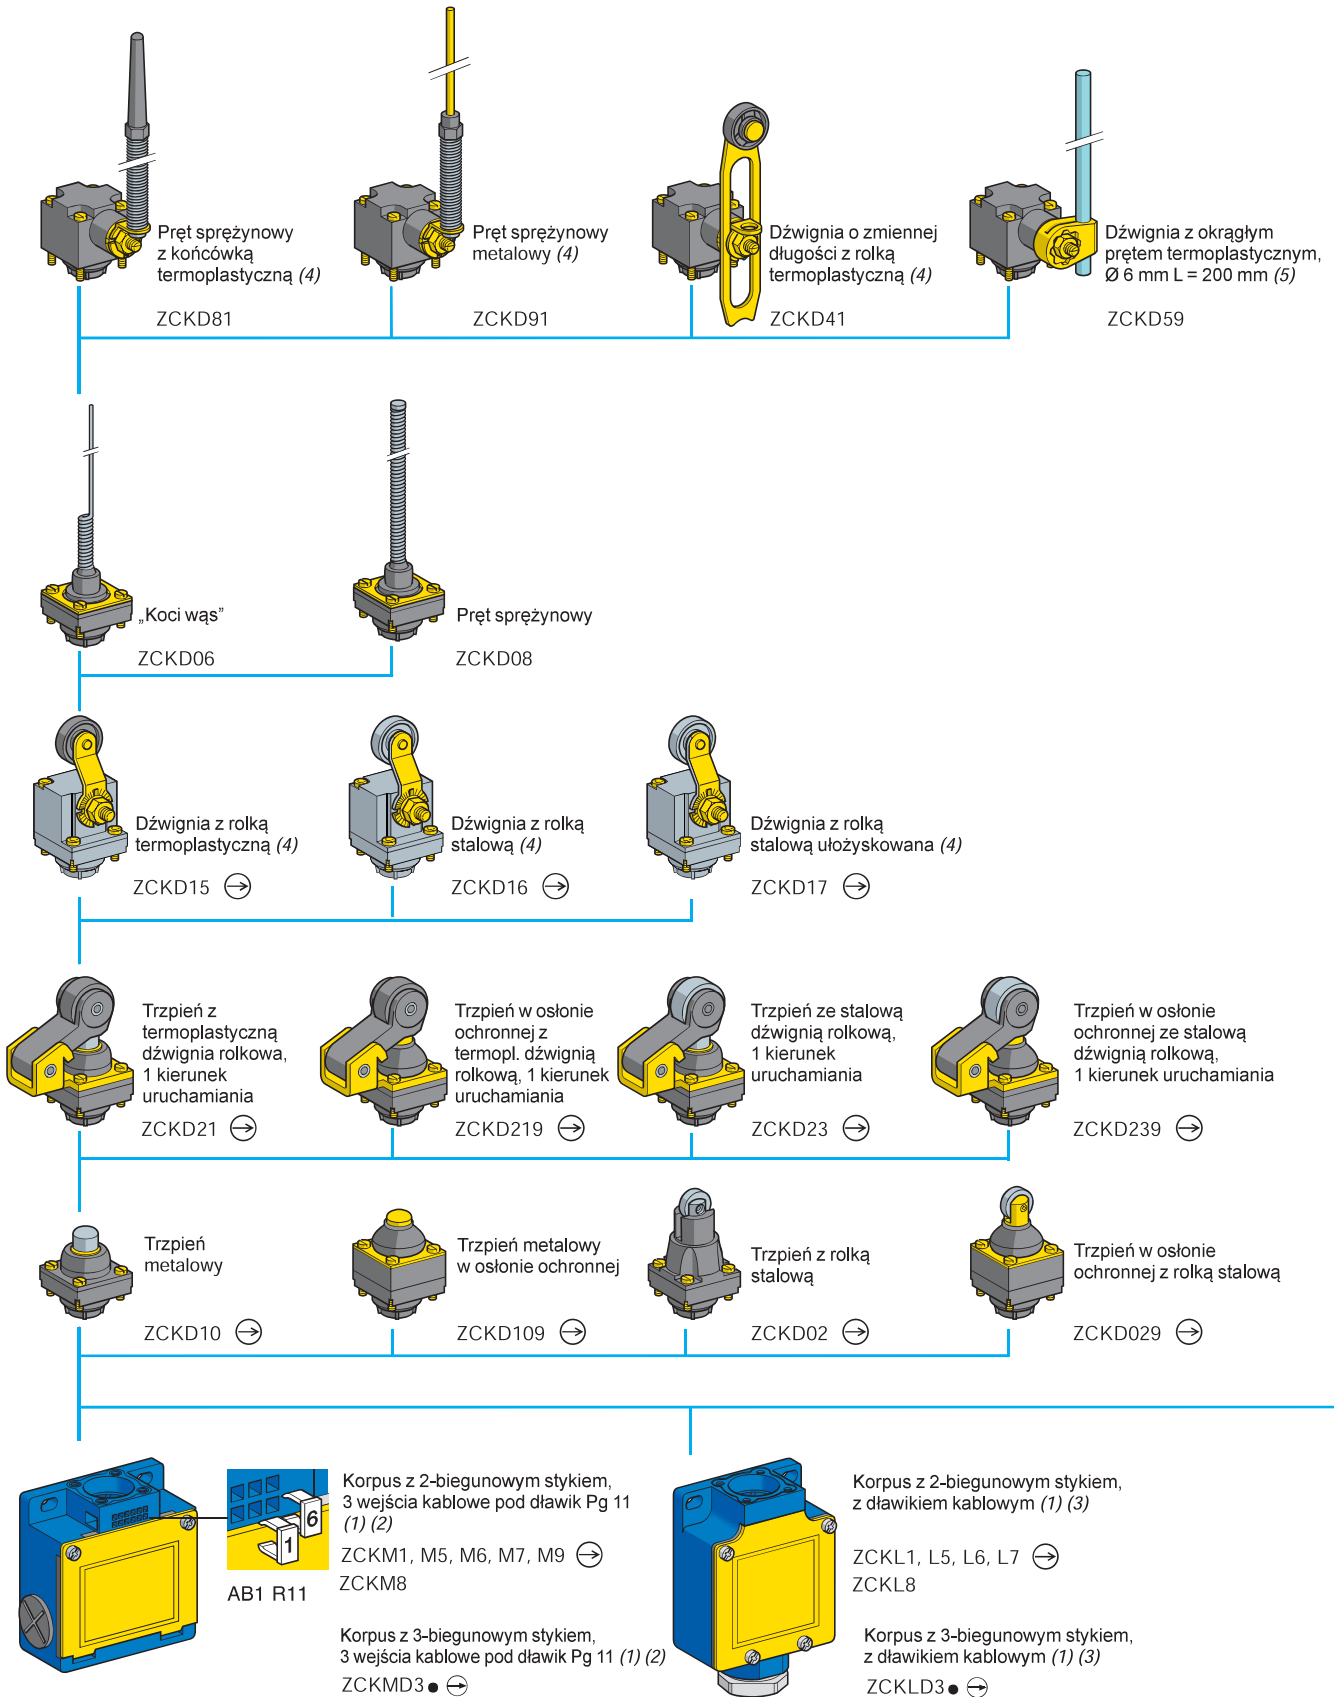 Pręt sprężynowy
z końcówką
termoplastyczną (4)
ZCKD81
Pręt sprężynowy
metalowy (4)
ZCKD91
Dźwignia o zmiennej
długości z rolką
termoplastyczną (4)
ZCKD41
Dźwignia z okrągłym
prętem termoplastycznym,
Ø 6 mm L = 200 mm (5)
ZCKD59
„Koci wąs”
ZCKD06
Pręt sprężynowy
ZCKD08
Dźwignia z rolką
termoplastyczną (4)
ZCKD15
Dźwignia z rolką
stalową (4)
ZCKD16
Dźwignia z rolką
stalową ułożyskowana (4)
ZCKD17
Trzpień z
termoplastyczną
dźwignia rolkowa,
1 kierunek
uruchamiania
ZCKD21
Trzpień w osłonie
ochronnej z
termopl. dźwignią
rolkową, 1 kierunek
uruchamiania
ZCKD219
Trzpień ze stalową
dźwignią rolkową,
1 kierunek
uruchamiania
ZCKD23
Trzpień w osłonie
ochronnej ze stalową
dźwignią rolkową,
1 kierunek uruchamiania
ZCKD239
Trzpień
metalowy
ZCKD10
Trzpień metalowy
w osłonie ochronnej
ZCKD109
Trzpień z rolką
stalową
ZCKD02
Trzpień w osłonie
ochronnej z rolką stalową
ZCKD029
6
1
AB1 R11
Korpus z 2-biegunowym stykiem,
3 wejścia kablowe pod dławik Pg 11
(1) (2)
ZCKM1, M5, M6, M7, M9
ZCKM8
Korpus z 3-biegunowym stykiem,
3 wejścia kablowe pod dławik Pg 11 (1) (2)
ZCKMD3●
Korpus z 2-biegunowym stykiem,
z dławikiem kablowym (1) (3)
ZCKL1, L5, L6, L7
ZCKL8
Korpus z 3-biegunowym stykiem,
z dławikiem kablowym (1) (3)
ZCKLD3●